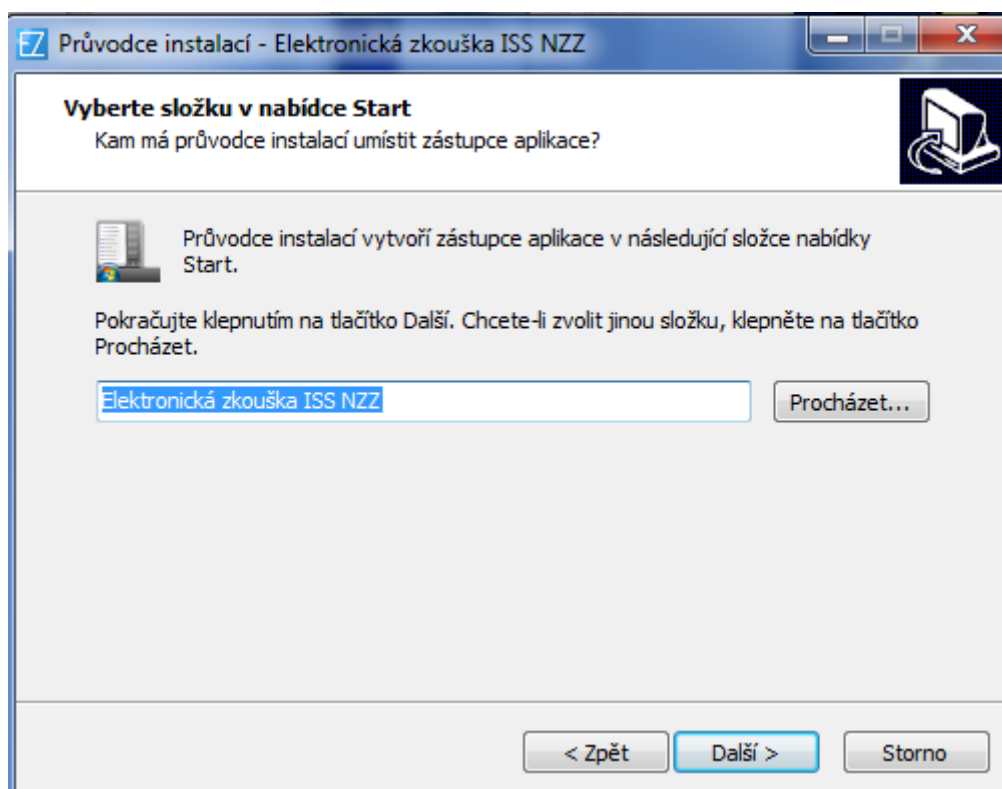 EZ Průvodce instalací - Elektronická zkouška ISS NZZ
Vyberte složku v nabídce Start
Kam má průvodce instalací umístit zástupce aplikace?
Průvodce instalací vytvoří zástupce aplikace v následující složce nabídky
Start.
Pokračujte klepnutím na tlačítko Další. Chcete-li zvolit jinou složku, klepněte na tlačítko
Procházet.
Elektronická zkouška ISS NZZ
Procházet...
< Zpět
Další >
Storno